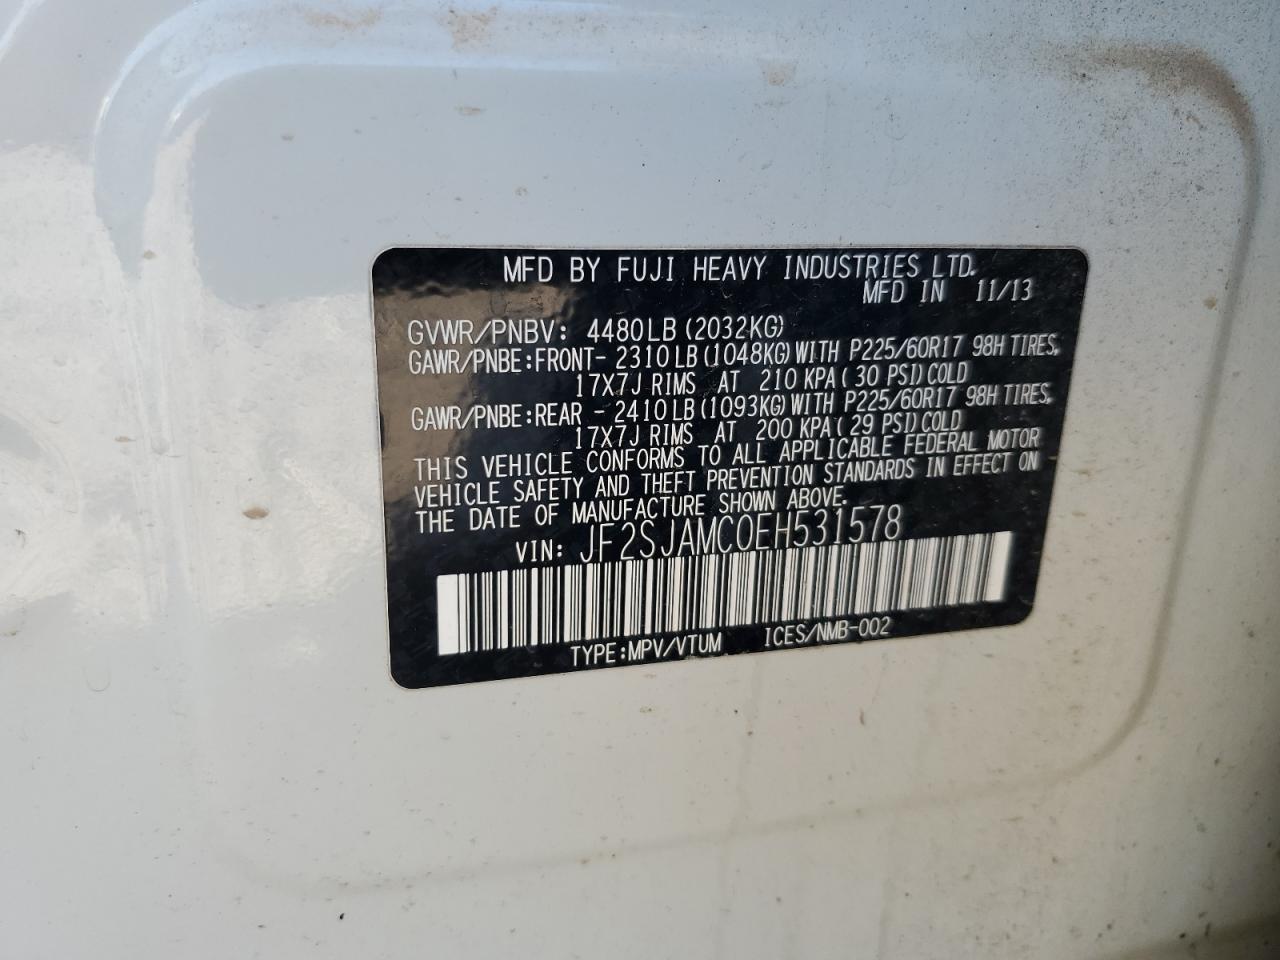 MFD BY FUJI HEAVY INDUSTRIES LTD.
MFD IN 11/13
GVWR/PNBV: 4480LB(2032KG)
GAWR/PNBE:FRONT- 2310LB(1048KG)WITH P225/60R17 98H TIRES,
17X7J RIMS AT 210 KPA(30 PSI)COLD
GAWR/PNBE:REAR - 2410LB(1093KG)WITH P225/60R17 98H TIRES,
17X7J RIMS AT 200 KPA(29 PSI)COLD
THIS VEHICLE CONFORMS TO ALL APPLICABLE FEDERAL MOTOR
VEHICLE SAFETY AND THEFT PREVENTION STANDARDS IN EFFECT ON
THE DATE OF MANUFACTURE SHOWN ABOVE.
VIN: JF2SJAMC0EH531578
TYPE:MPV/VTUM ICES/NMB-002